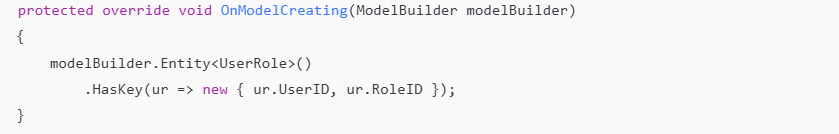 protected override void OnModelCreating(ModelBuilder modelBuilder)
{
    modelBuilder.Entity<UserRole>()
        .HasKey(ur => new { ur.UserID, ur.RoleID });
}